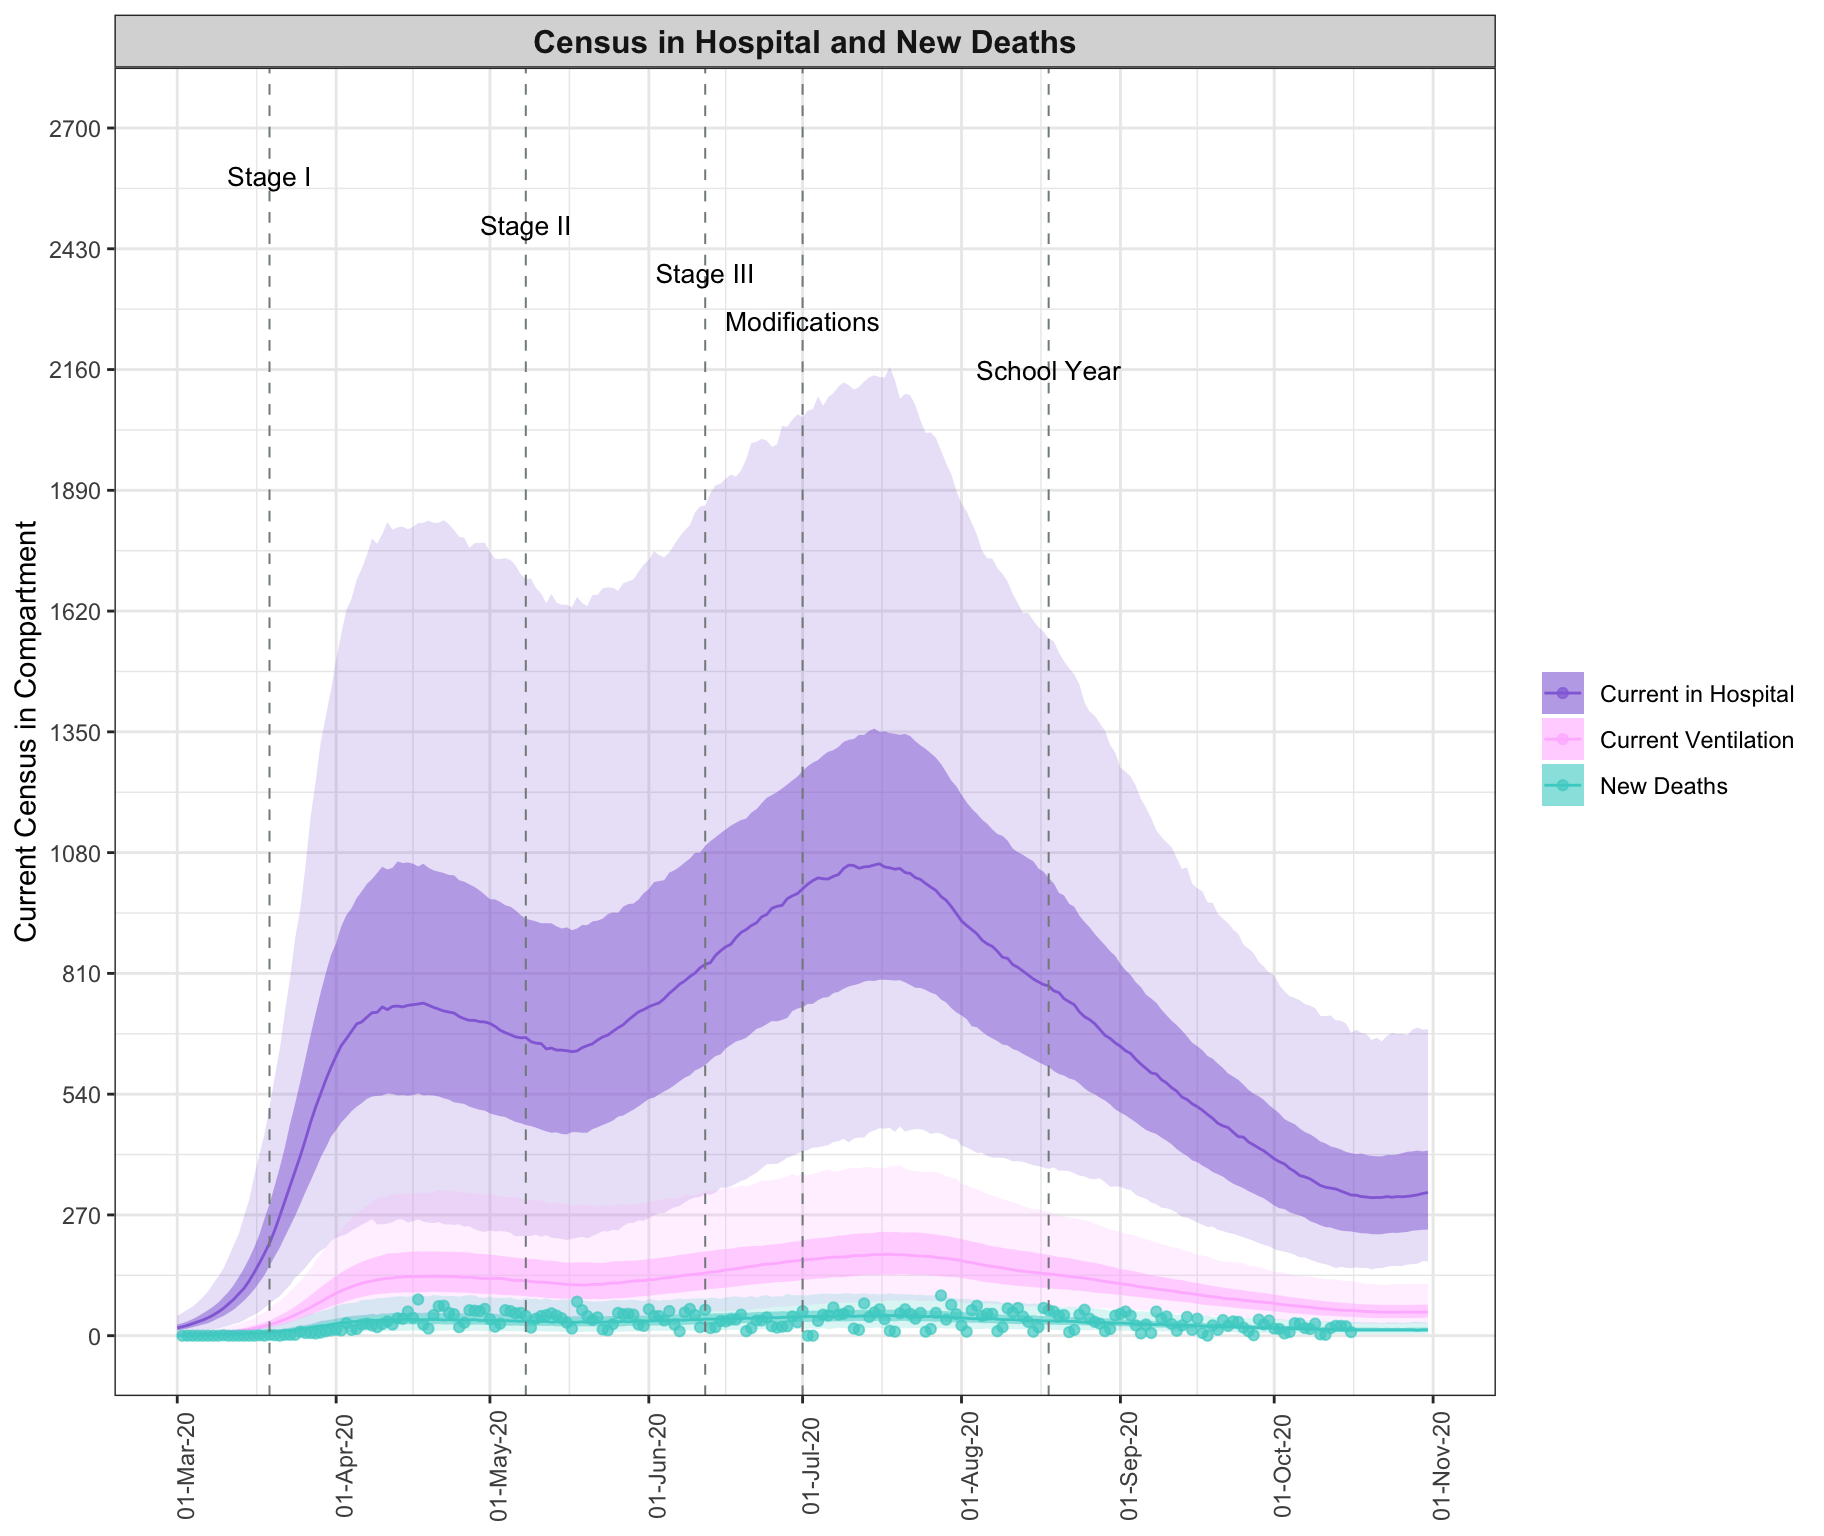 Census in Hospital and New Deaths
Current Census in Compartment
2700
2430
2160
1890
1620
1350
1080
810
540
270
0
Stage I
Stage II
Stage III
Modifications
School Year
01-Mar-20
01-Apr-20
01-May-20
01-Jun-20
01-Jul-20
01-Aug-20
01-Sep-20
01-Oct-20
01-Nov-20
Current in Hospital
Current Ventilation
New Deaths